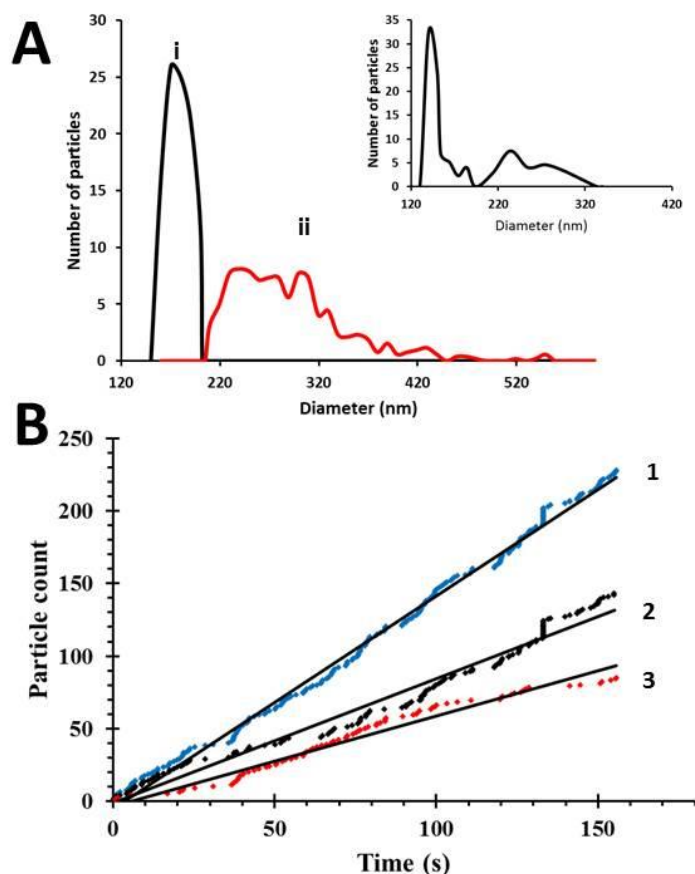 A
i
ii
Number of particles
30
25
20
15
10
5
0
120 220 320 420 520
Diameter (nm)
Number of particles
35
30
25
20
15
10
5
0
120 220 320 420
Diameter (nm)
B
Particle count
250
200
150
100
50
0
0 50 100 150
Time (s)
1
2
3